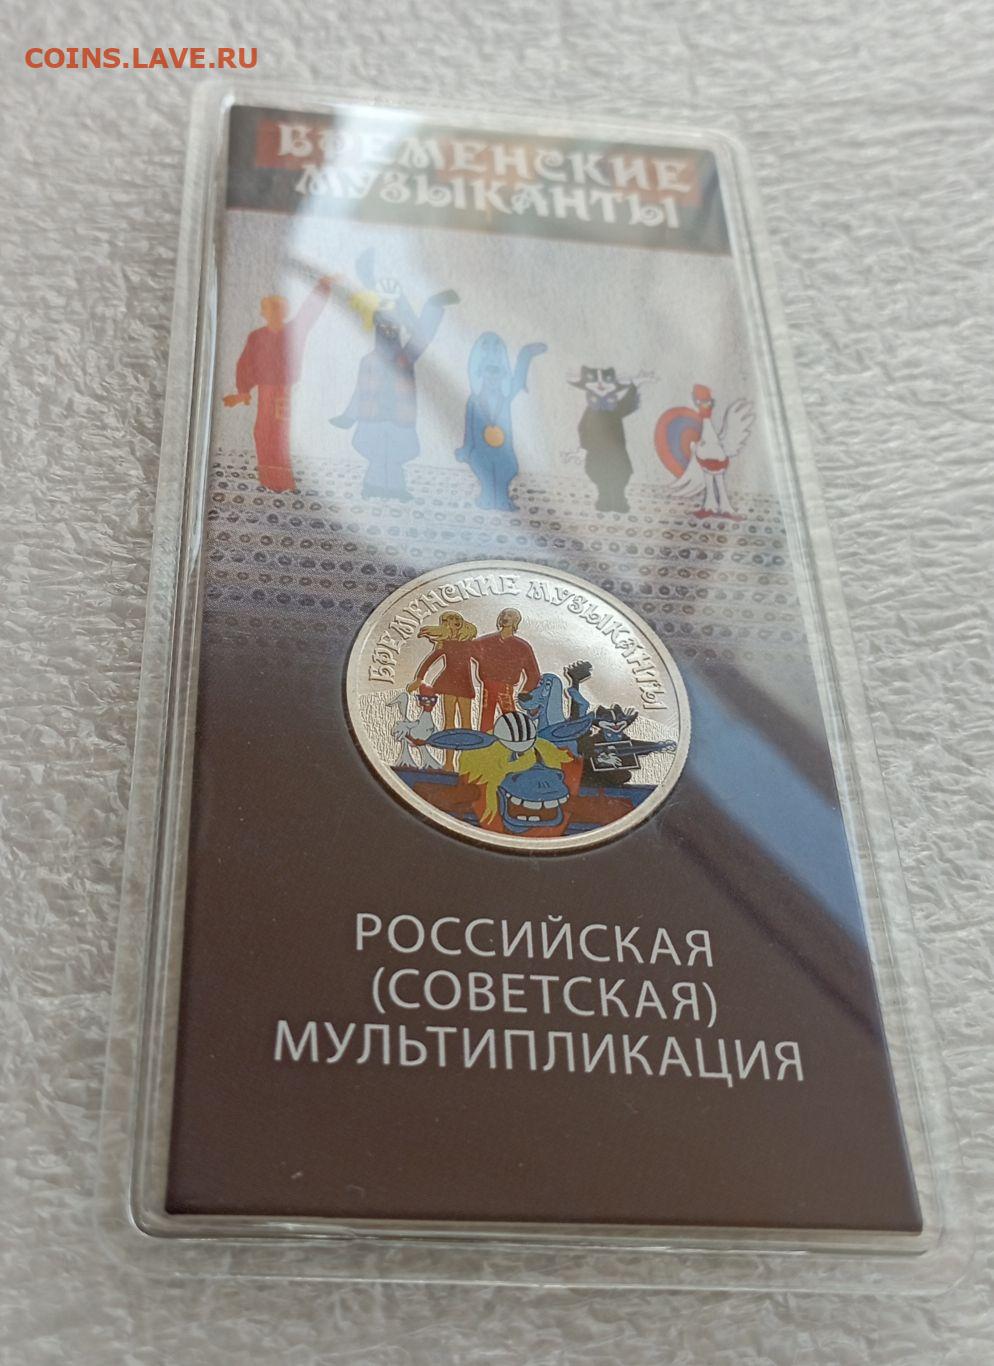 COINS.LAVE.RU
БРЕМЕНСКИЕ
МУЗЫКАНТЫ
БРЕМЕНСКИЕ МУЗЫКАНТЫ
РОССИЙСКАЯ
(СОВЕТСКАЯ)
МУЛЬТИПЛИКАЦИЯ